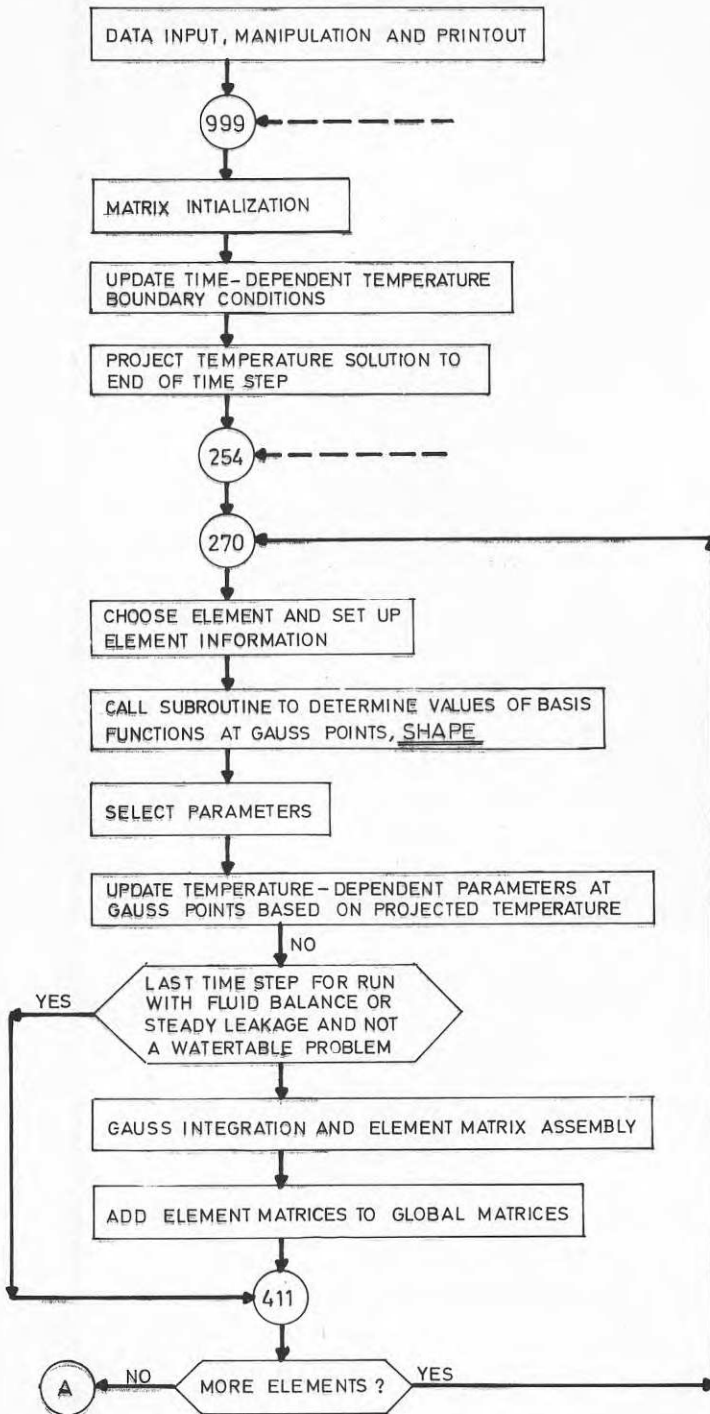 DATA INPUT, MANIPULATION AND PRINTOUT
999
MATRIX INTIALIZATION
UPDATE TIME-DEPENDENT TEMPERATURE
BOUNDARY CONDITIONS
PROJECT TEMPERATURE SOLUTION TO
END OF TIME STEP
254
270
CHOOSE ELEMENT AND SET UP
ELEMENT INFORMATION
CALL SUBROUTINE TO DETERMINE VALUES OF BASIS
FUNCTIONS AT GAUSS POINTS, SHAPE
SELECT PARAMETERS
UPDATE TEMPERATURE-DEPENDENT PARAMETERS AT
GAUSS POINTS BASED ON PROJECTED TEMPERATURE
NO
YES
LAST TIME STEP FOR RUN
WITH FLUID BALANCE OR
STEADY LEAKAGE AND NOT
A WATERTABLE PROBLEM
GAUSS INTEGRATION AND ELEMENT MATRIX ASSEMBLY
ADD ELEMENT MATRICES TO GLOBAL MATRICES
411
A
NO
MORE ELEMENTS ?
YES